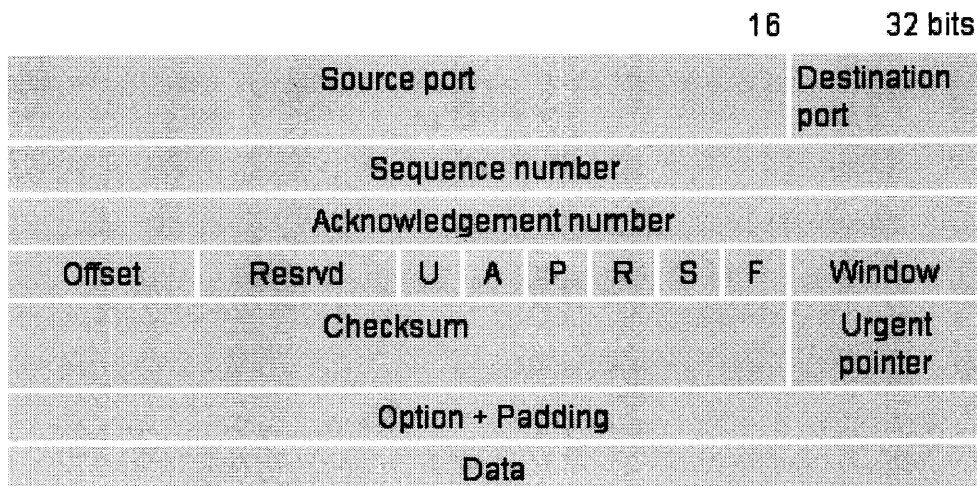 16 32 bits
Source port Destination
port
Sequence number
Acknowledgement number
Offset Resrvd U A P R S F Window
Checksum Urgent
pointer
Option + Padding
Data